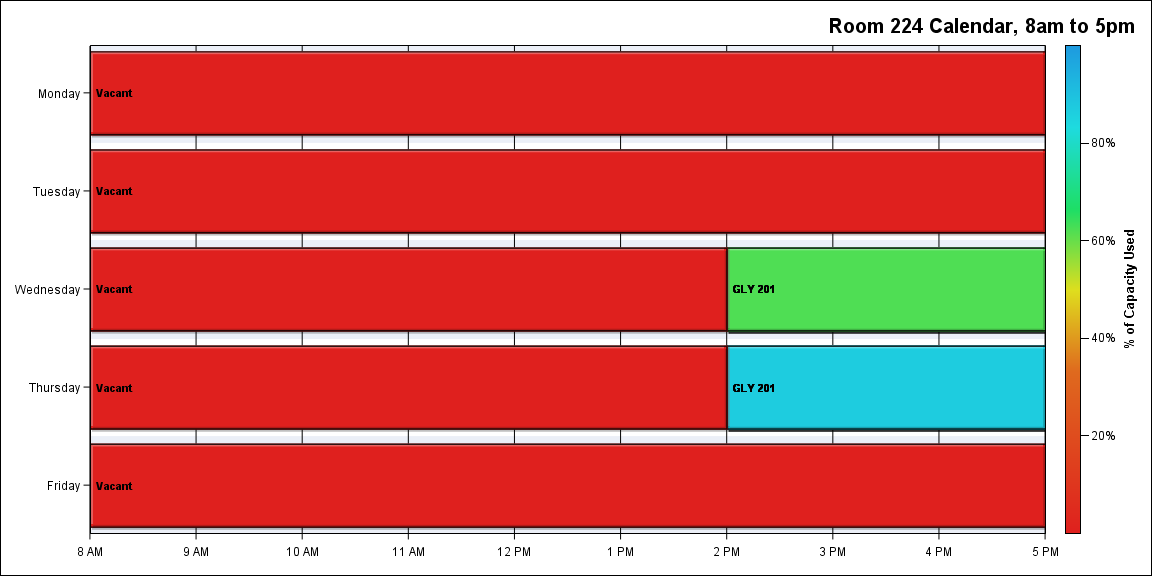 Room 224 Calendar, 8am to 5pm
Monday
Vacant
Tuesday
Vacant
Wednesday
Vacant
GLY 201
Thursday
Vacant
GLY 201
Friday
Vacant
8 AM 9 AM 10 AM 11 AM 12 PM 1 PM 2 PM 3 PM 4 PM 5 PM
80%
60%
40%
20%
% of Capacity Used